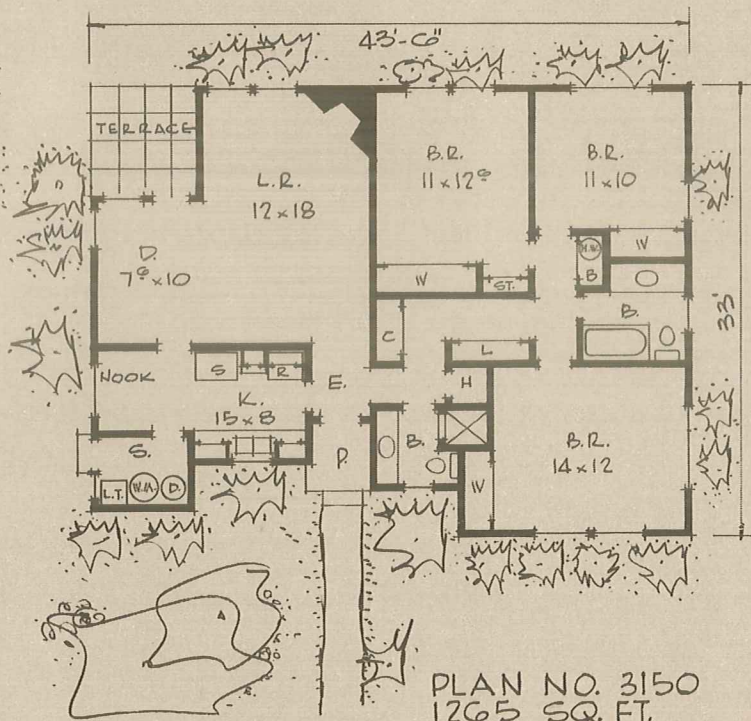 43'-6"
TERRACE
L.R.
12 x 18
B.R.
11 x 12⁶
B.R.
11 x 10
D.
7⁶ x 10
W
ST.
H.W.
B
W
B.
33'
C
L
NOOK
S
R
E.
H
K.
15 x 8
B.R.
14 x 12
S.
P.
B.
W
L.T.
W.M.
D.
PLAN NO. 3150
1265 SQ. FT.